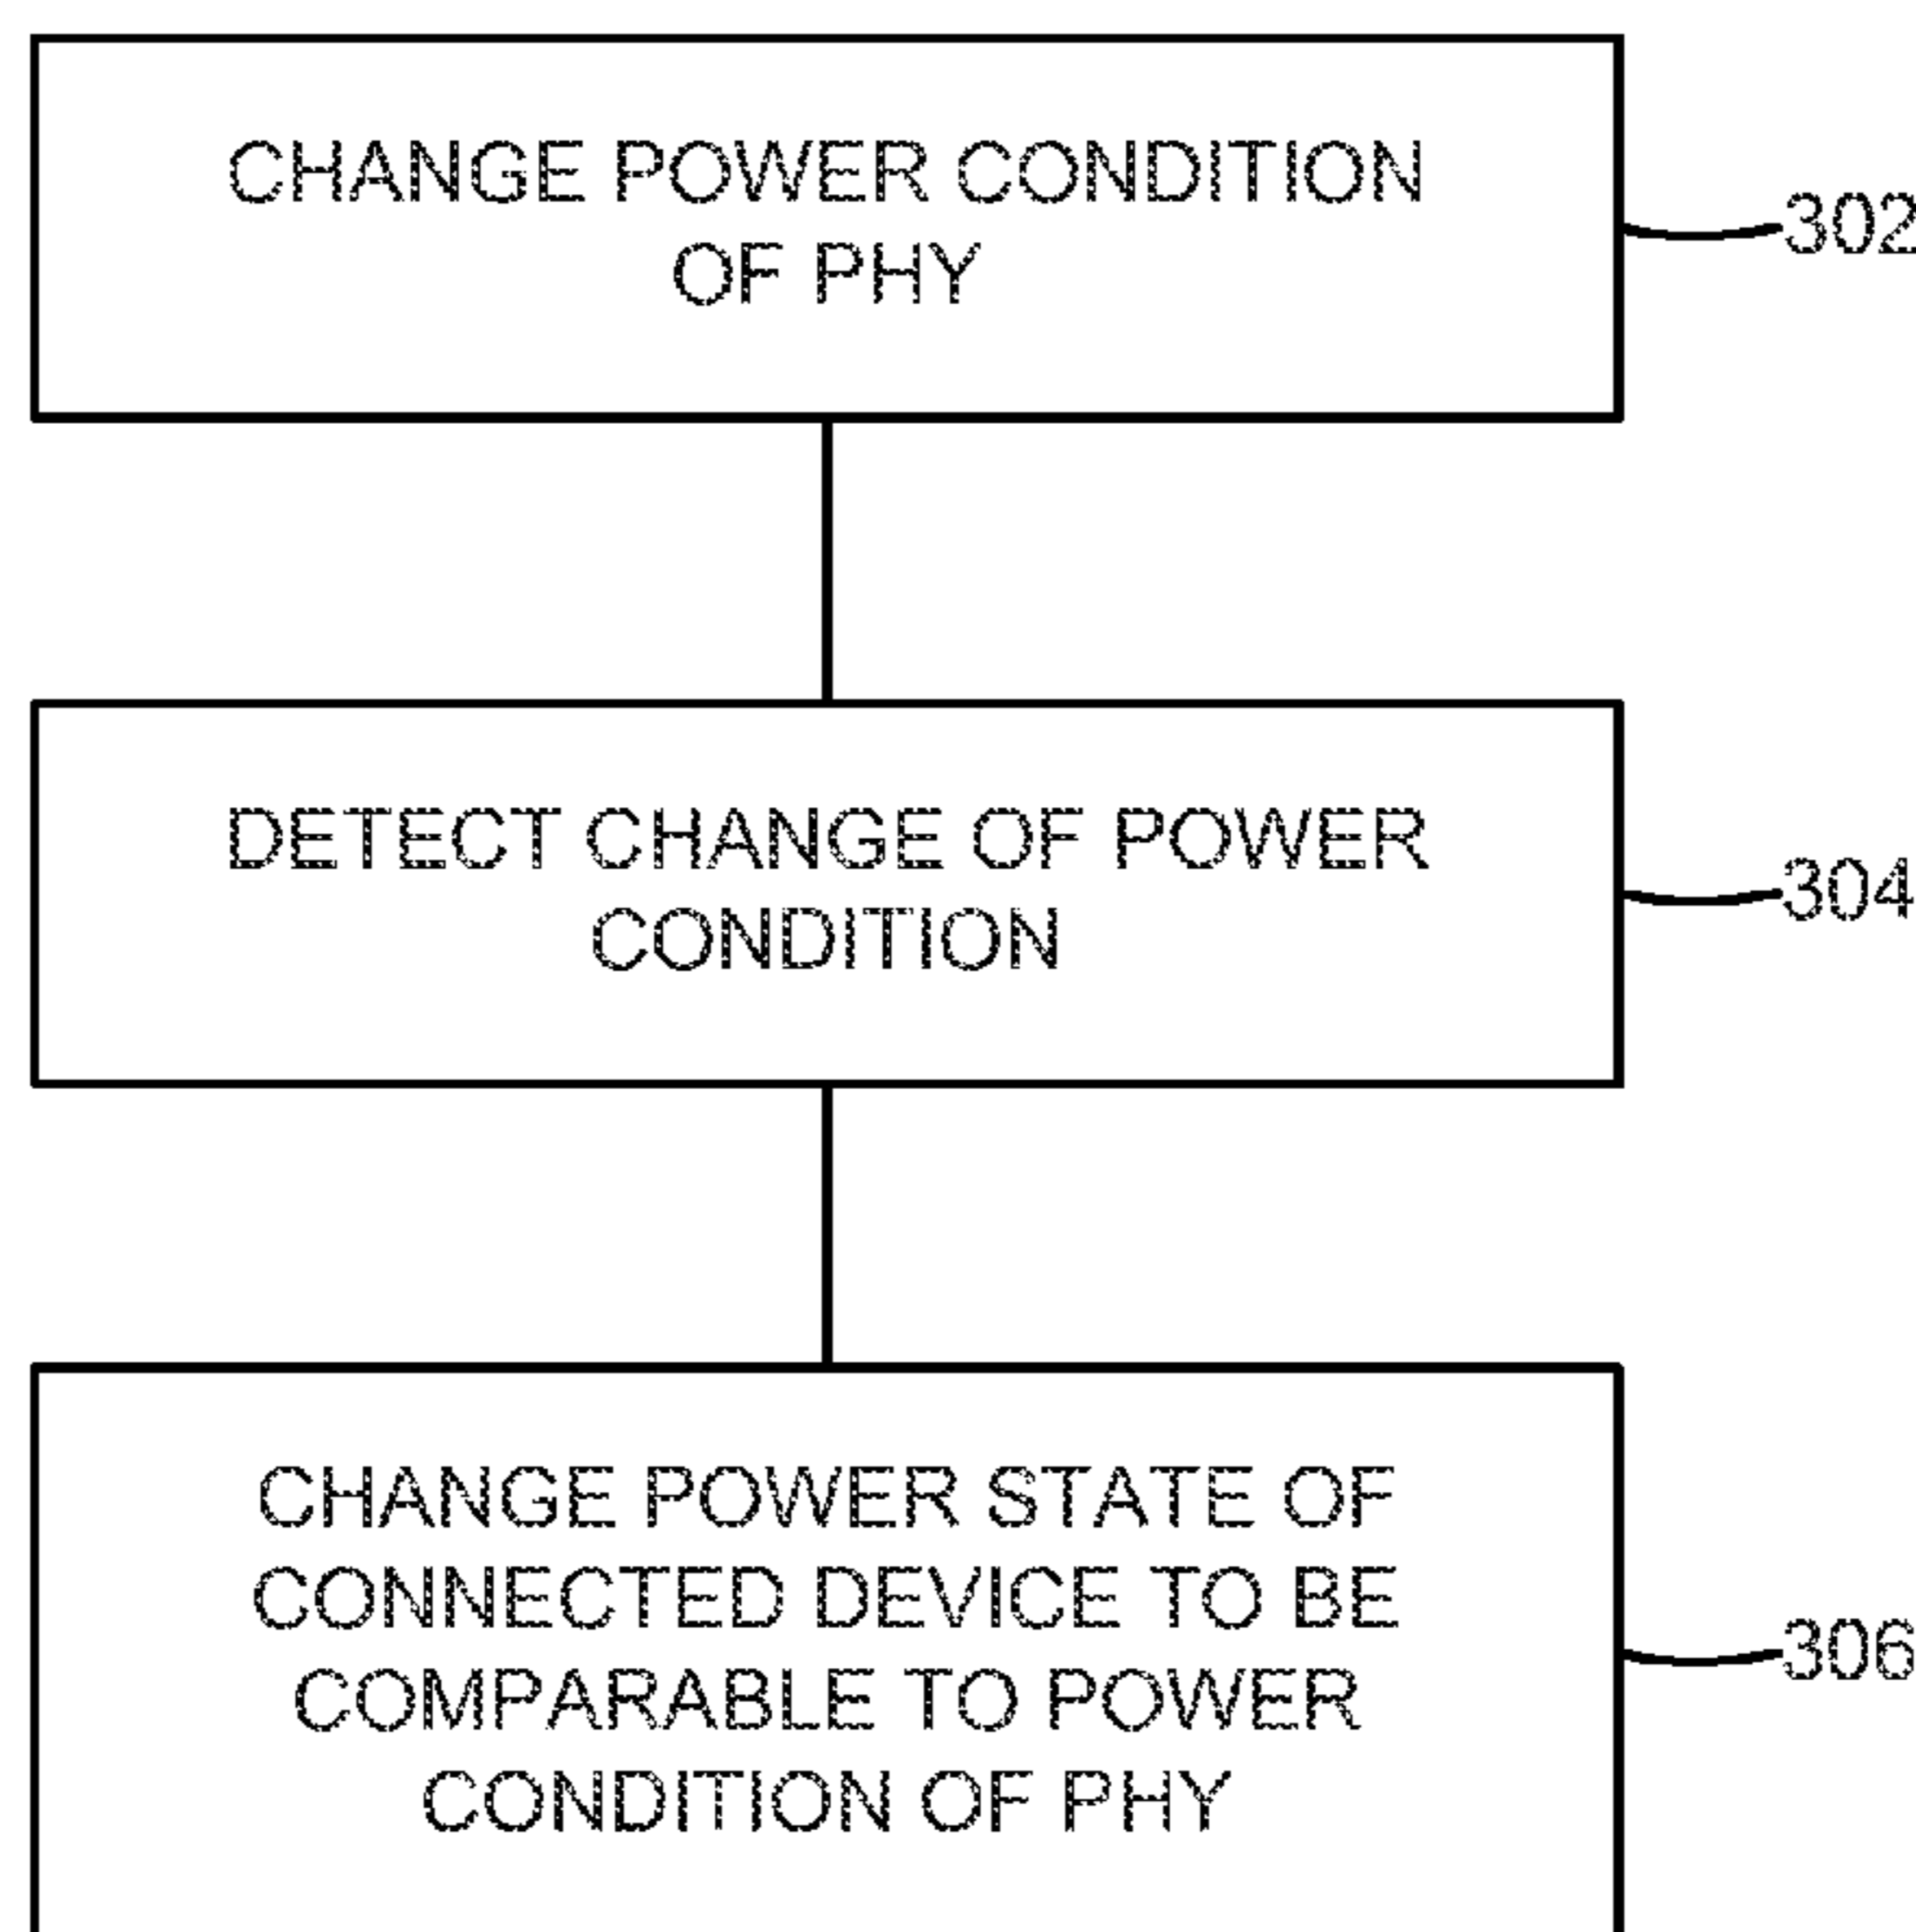 CHANGE POWER CONDITION
OF PHY
302
DETECT CHANGE OF POWER
CONDITION
304
CHANGE POWER STATE OF
CONNECTED DEVICE TO BE
COMPARABLE TO POWER
CONDITION OF PHY
306